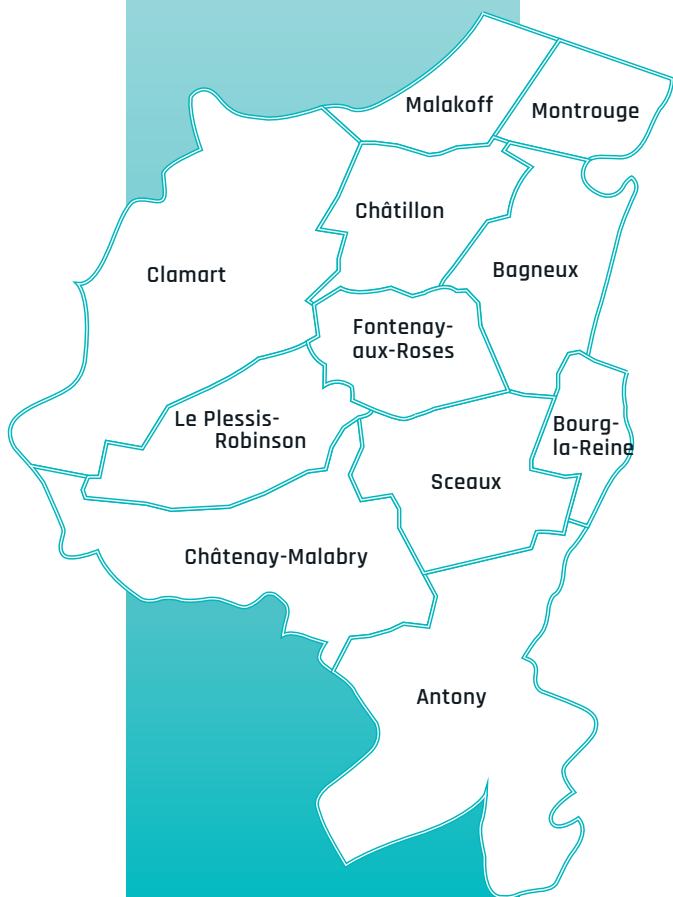 Malakoff
Montrouge
Châtillon
Bagneux
Clamart
Fontenay-
aux-Roses
Le Plessis-
Robinson
Bourg-
la-Reine
Sceaux
Châtenay-Malabry
Antony